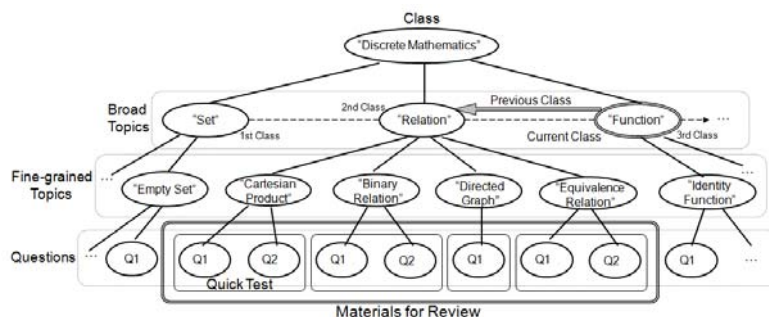 Class
"Discrete Mathematics"
Broad
Topics
"Set"
1st Class
2nd Class
"Relation"
Previous Class
Current Class
"Function"
3rd Class
...
Fine-grained
Topics
...
"Empty Set"
"Cartesian
Product"
"Binary
Relation"
"Directed
Graph"
"Equivalence
Relation"
"Identity
Function"
...
Questions
...
Q1
Q1
Q2
Q1
Q2
Q1
Q1
Q2
Q1
...
Quick Test
Materials for Review